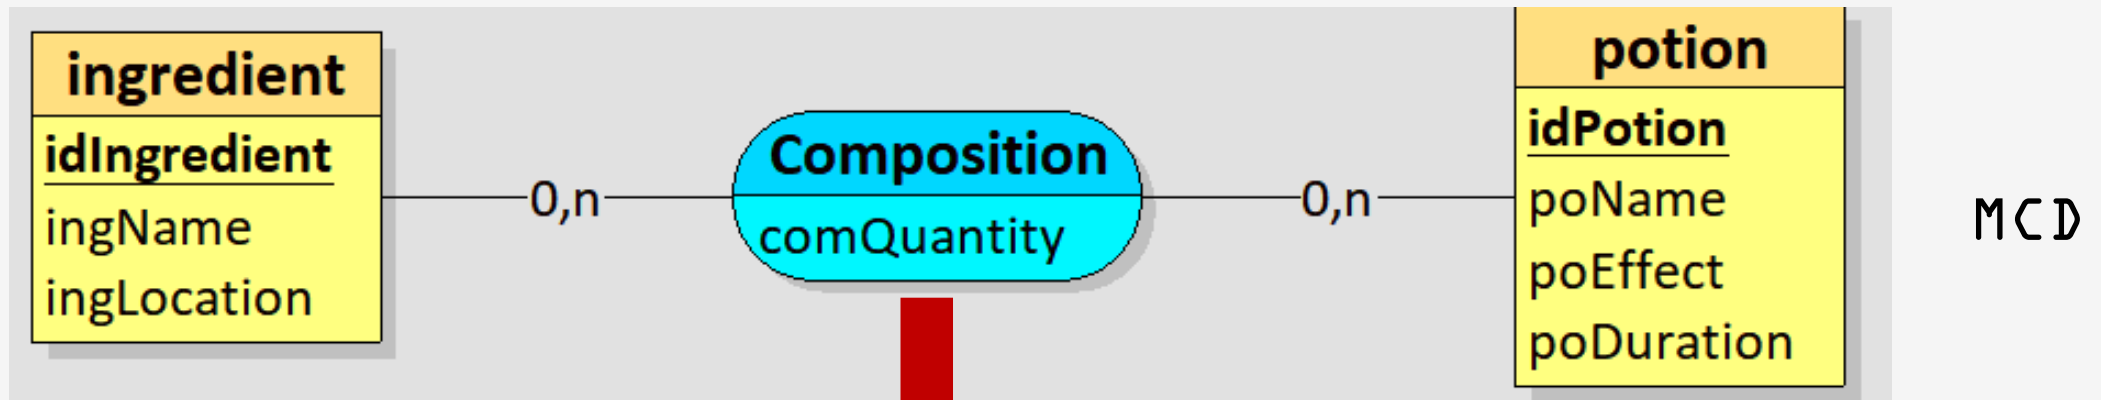 ingredient
idIngredient
ingName
ingLocation
0,n
Composition
comQuantity
0,n
potion
idPotion
poName
poEffect
poDuration
MCD